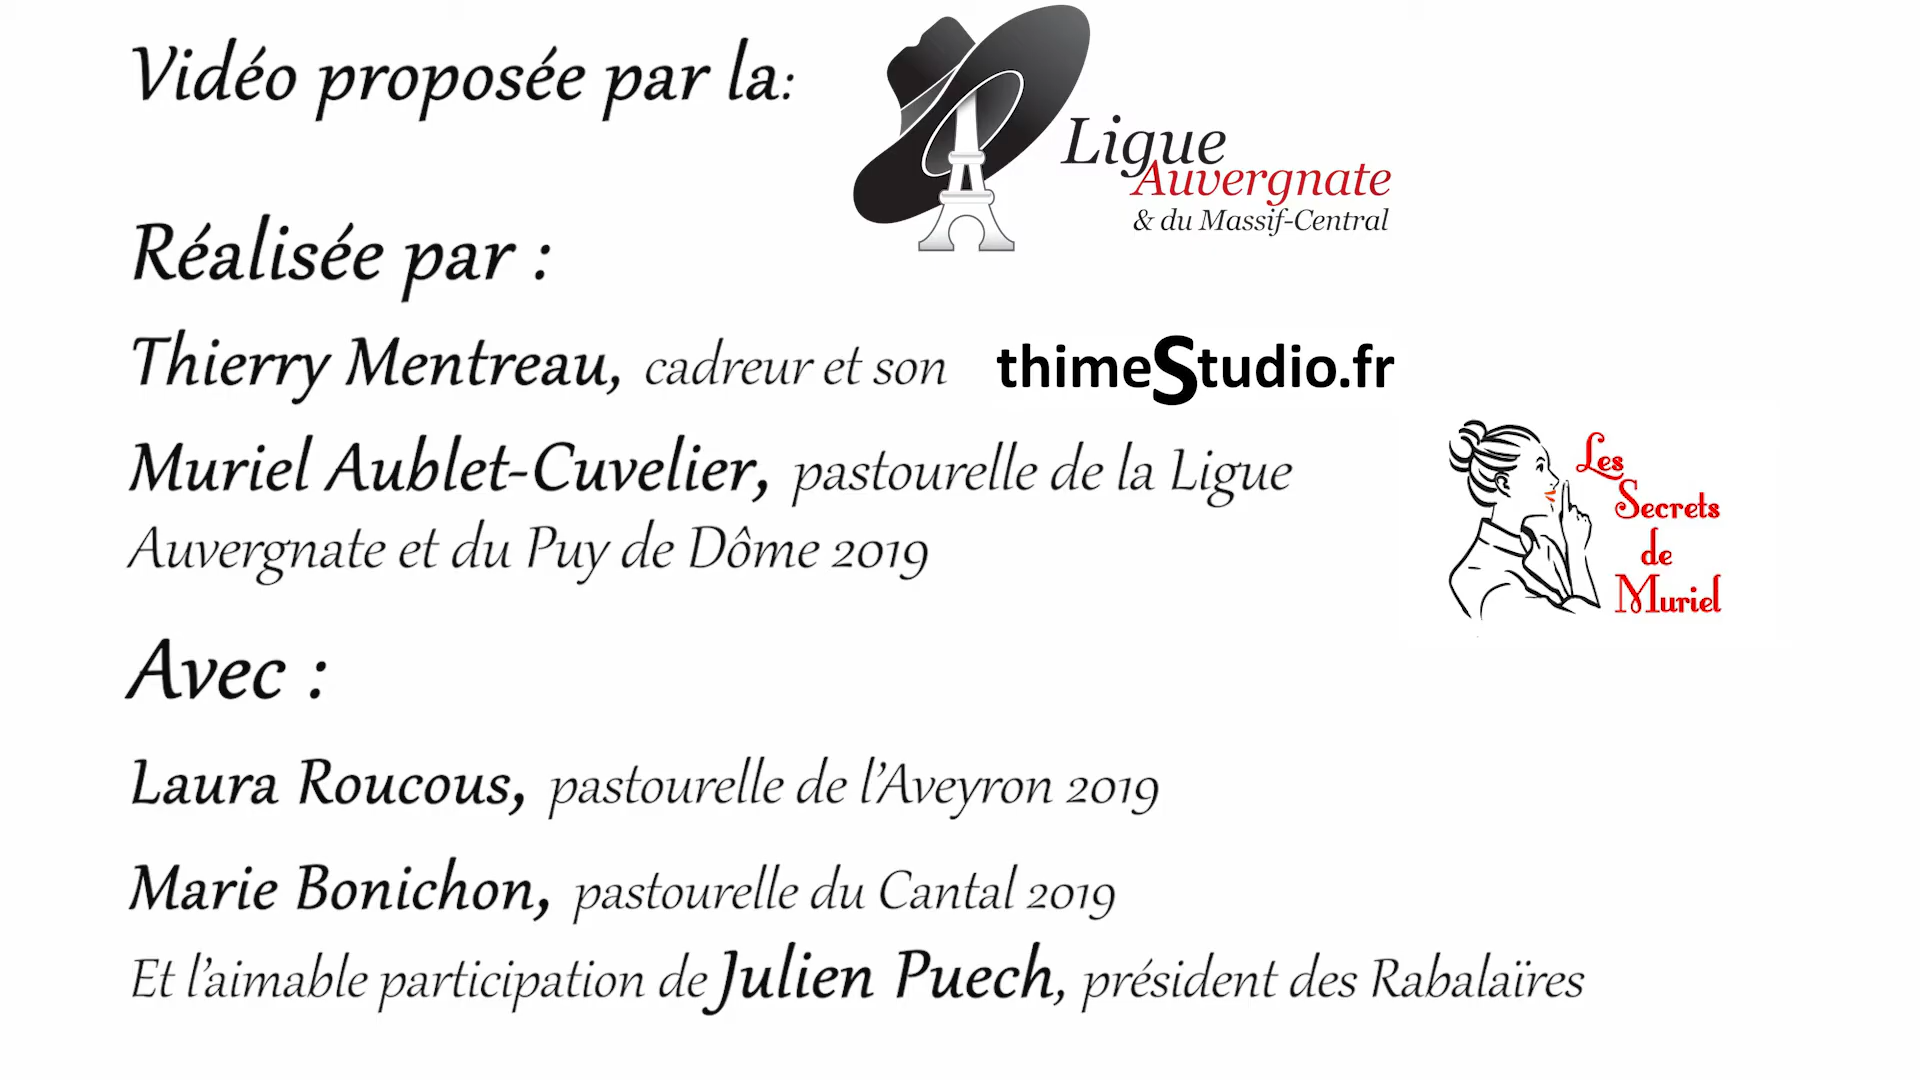 Vidéo proposée par la:
Ligue
Auvergnate
& du Massif-Central
Réalisée par :
Thierry Mentreau, cadreur et son
thimeStudio.fr
Muriel Aublet-Cuvelier, pastourelle de la Ligue
Auvergnate et du Puy de Dôme 2019
Les
Secrets
de
Muriel
Avec :
Laura Roucous, pastourelle de l’Aveyron 2019
Marie Bonichon, pastourelle du Cantal 2019
Et l’aimable participation de Julien Puech, président des Rabalaïres